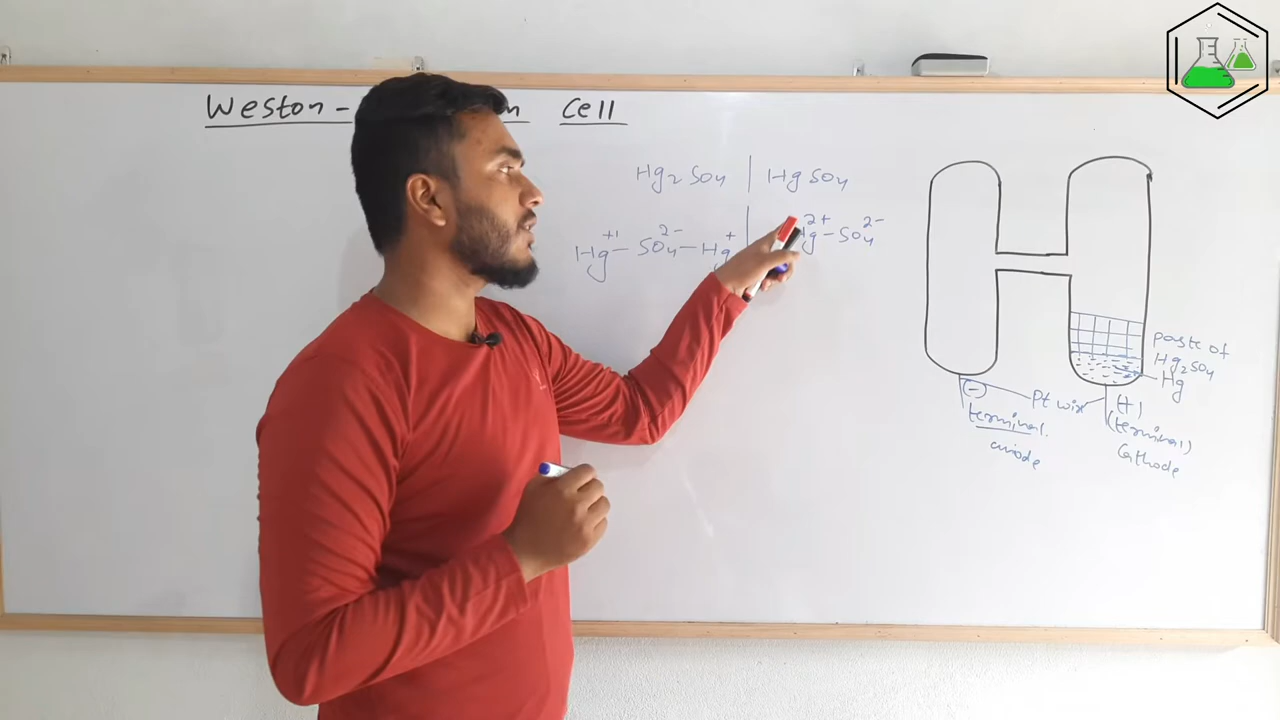 Weston - n Cell
Hg2SO4 | HgSO4
Hg+1 – SO4 2- – Hg+ | Hg2+ – SO4 2-
paste of
Hg2SO4
Hg
(-)
terminal.
anode
Pt wire
(+)
(terminal)
Cathode